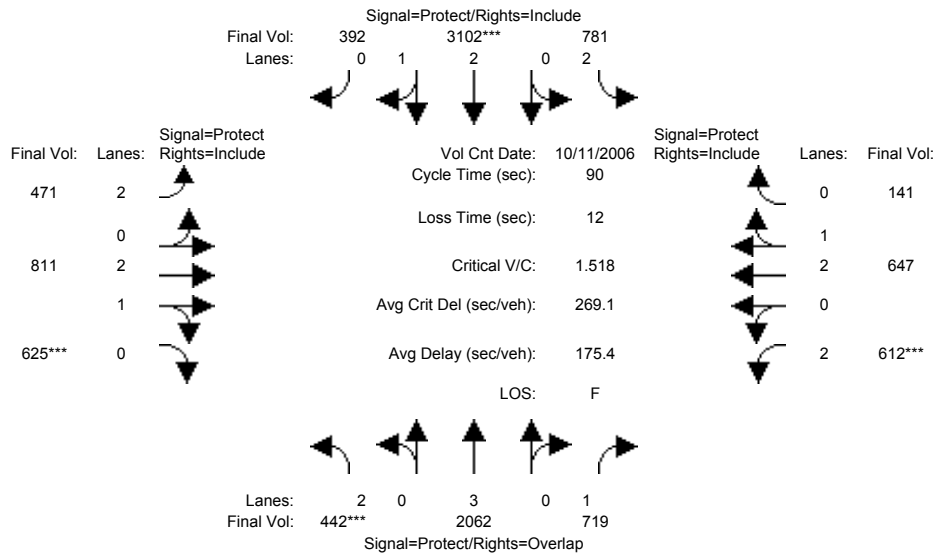 Signal=Protect/Rights=Include
Final Vol: 392 3102*** 781
Lanes: 0 1 2 0 2
Signal=Protect
Final Vol: Lanes: Rights=Include
Vol Cnt Date: 10/11/2006
Signal=Protect
Rights=Include Lanes: Final Vol:
Cycle Time (sec): 90
471 2
0 141
Loss Time (sec): 12
0
1
811 2
Critical V/C: 1.518
2 647
1
Avg Crit Del (sec/veh): 269.1
0
625*** 0
Avg Delay (sec/veh): 175.4
2 612***
LOS: F
Lanes: 2 0 3 0 1
Final Vol: 442*** 2062 719
Signal=Protect/Rights=Overlap